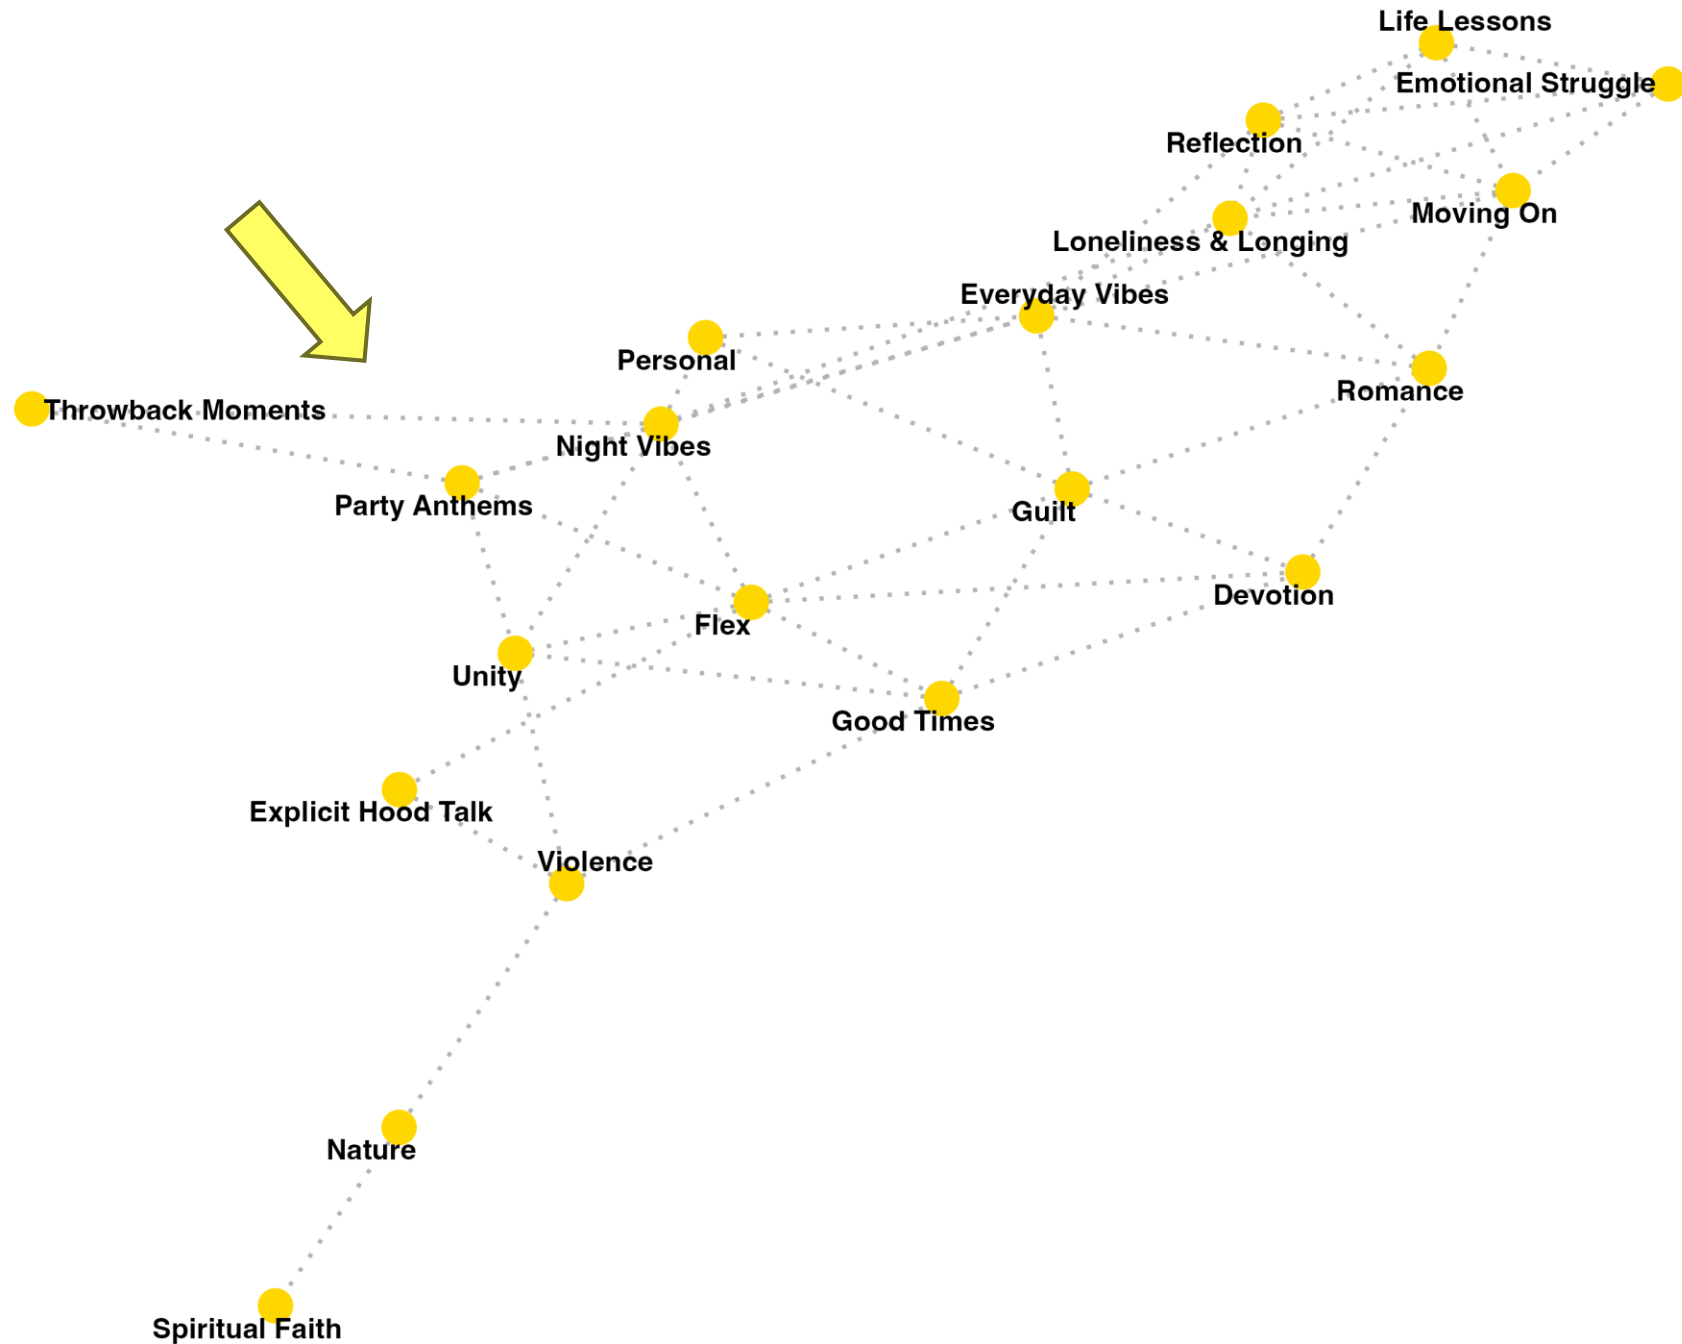 Life Lessons
Emotional Struggle
Reflection
Moving On
Loneliness & Longing
Everyday Vibes
Personal
Romance
Throwback Moments
Night Vibes
Party Anthems
Guilt
Devotion
Flex
Unity
Good Times
Explicit Hood Talk
Violence
Nature
Spiritual Faith